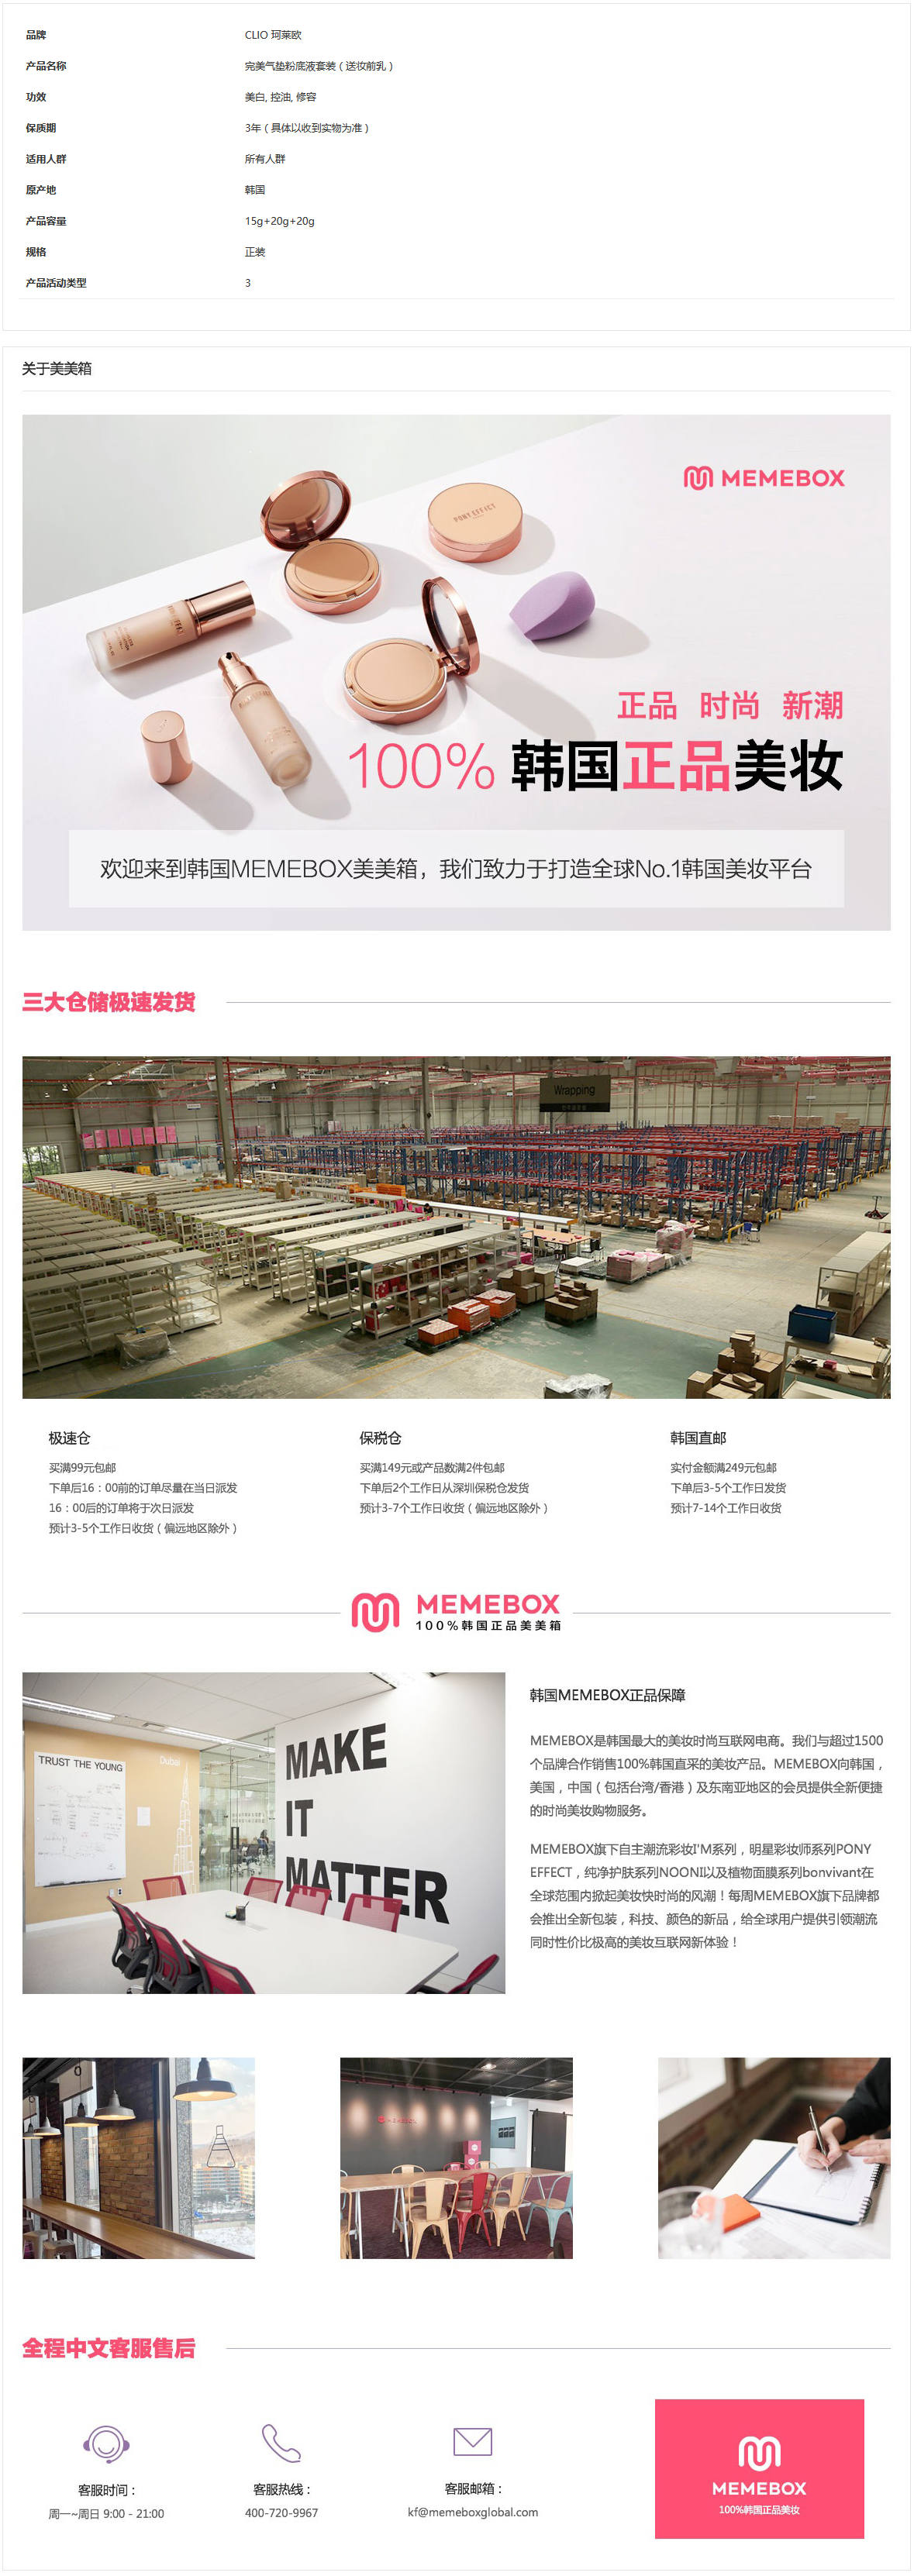 品牌 CLIO 珂莱欧
产品名称 完美气垫粉底液套装（送妆前乳）
功效 美白, 控油, 修容
保质期 3年（具体以收到实物为准）
适用人群 所有人群
原产地 韩国
产品容量 15g+20g+20g
规格 正装
产品活动类型 3
关于美美箱
MEMEBOX
PONY EFFECT
正品 时尚 新潮
100% 韩国正品美妆
欢迎来到韩国MEMEBOX美美箱，我们致力于打造全球No.1韩国美妆平台
三大仓储极速发货
Wrapping
极速仓
买满99元包邮
下单后16：00前的订单尽量在当日派发
16：00后的订单将于次日派发
预计3-5个工作日收货（偏远地区除外）
保税仓
买满149元或产品数满2件包邮
下单后2个工作日从深圳保税仓发货
预计3-7个工作日收货（偏远地区除外）
韩国直邮
实付金额满249元包邮
下单后3-5个工作日发货
预计7-14个工作日收货
MEMEBOX
100%韩国正品美美箱
TRUST THE YOUNG
Dubai
MAKE
IT
MATTER
韩国MEMEBOX正品保障
MEMEBOX是韩国最大的美妆时尚互联网电商。我们与超过1500
个品牌合作销售100%韩国直采的美妆产品。MEMEBOX向韩国，
美国，中国（包括台湾/香港）及东南亚地区的会员提供全新便捷
的时尚美妆购物服务。
MEMEBOX旗下自主潮流彩妆I'M系列，明星彩妆师系列PONY
EFFECT，纯净护肤系列NOONI以及植物面膜系列bonvivant在
全球范围内掀起美妆快时尚的风潮！每周MEMEBOX旗下品牌都
会推出全新包装，科技、颜色的新品，给全球用户提供引领潮流
同时性价比极高的美妆互联网新体验！
全程中文客服售后
客服时间：
周一~周日 9:00 - 21:00
客服热线：
400-720-9967
客服邮箱：
kf@memeboxglobal.com
MEMEBOX
100%韩国正品美妆